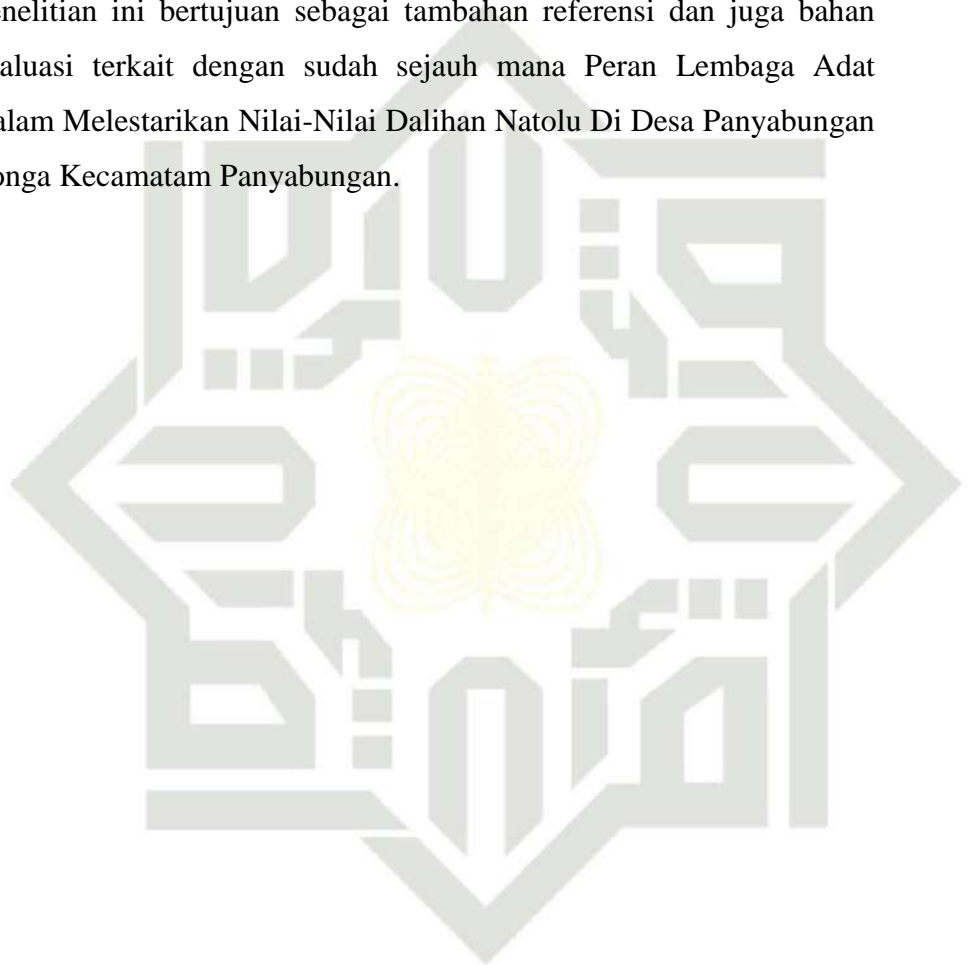 enelitian ini bertujuan sebagai tambahan referensi dan juga bahan
aluasi terkait dengan sudah sejauh mana Peran Lembaga Adat
alam Melestarikan Nilai-Nilai Dalihan Natolu Di Desa Panyabungan
onga Kecamatam Panyabungan.